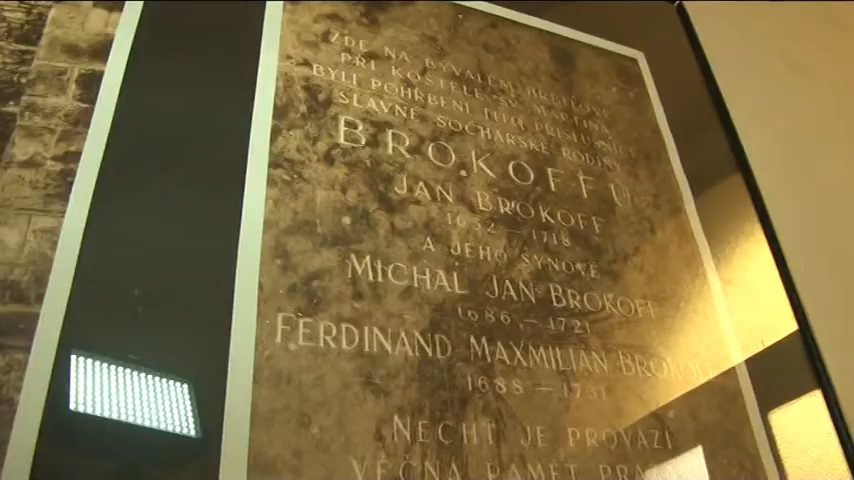 ZDE NA BÝVALÉM HŘBITOVĚ
PŘI KOSTELE SV. MARTINA
BYLI POHŘBENI TITO PŘÍSLUŠNÍCI
SLAVNÉ SOCHAŘSKÉ RODINY
BROKOFFŮ
JAN BROKOFF
1652 - 1718
A JEHO SYNOVÉ
MICHAL JAN BROKOFF
1686 - 1721
FERDINAND MAXMILIAN BROKOFF
1688 - 1731
NECHŤ JE PROVÁZÍ
VĚČNÁ PAMĚŤ